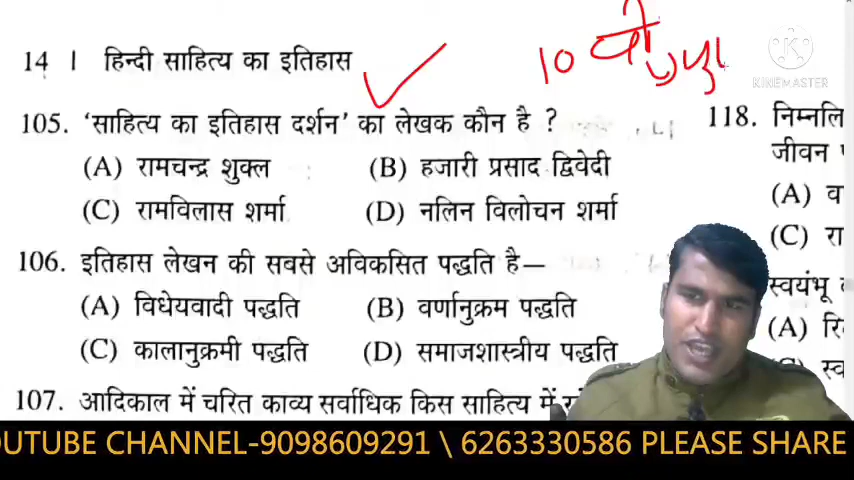 14 । हिन्दी साहित्य का इतिहास
10 वी
KINEMASTER
105. 'साहित्य का इतिहास दर्शन' का लेखक कौन है ?
(A) रामचन्द्र शुक्ल (B) हजारी प्रसाद द्विवेदी
(C) रामविलास शर्मा (D) नलिन विलोचन शर्मा
106. इतिहास लेखन की सबसे अविकसित पद्धति है—
(A) विधेयवादी पद्धति (B) वर्णानुक्रम पद्धति
(C) कालानुक्रमी पद्धति (D) समाजशास्त्रीय पद्धति
107. आदिकाल में चरित काव्य सर्वाधिक किस साहित्य में
118. निम्नलि
जीवन
(A) व
(C) रा
स्वयंभू
(A) रि
स्व
OUTUBE CHANNEL-9098609291 \ 6263330586 PLEASE SHARE